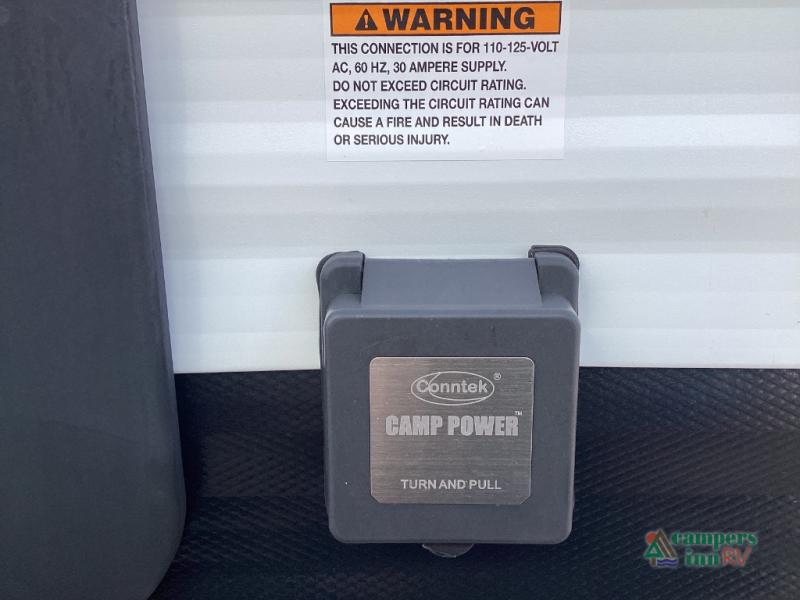 WARNING
THIS CONNECTION IS FOR 110-125-VOLT
AC, 60 HZ, 30 AMPERE SUPPLY.
DO NOT EXCEED CIRCUIT RATING.
EXCEEDING THE CIRCUIT RATING CAN
CAUSE A FIRE AND RESULT IN DEATH
OR SERIOUS INJURY.
Conntek®
CAMP POWER™
TURN AND PULL
campers
inn RV